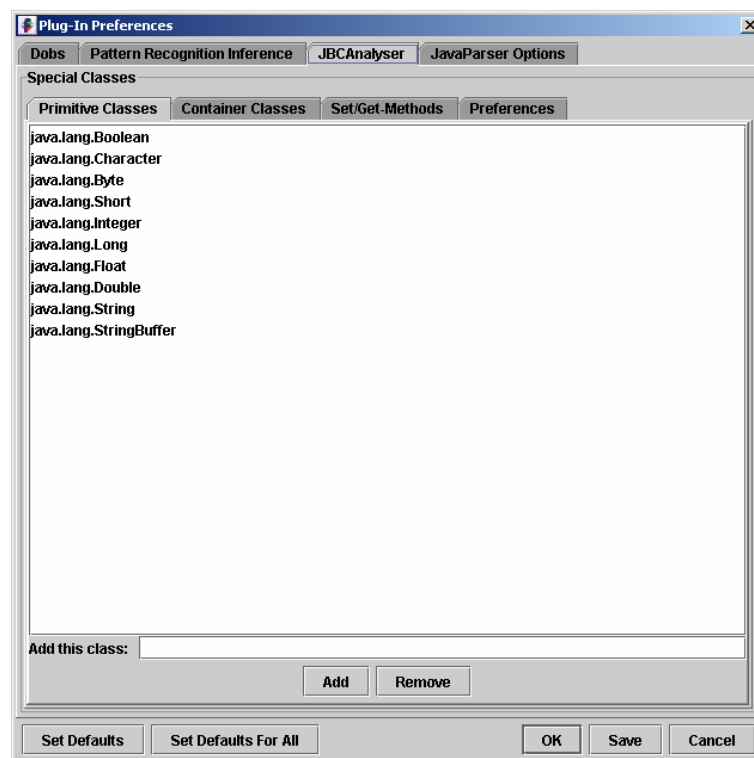 Plug-In Preferences
Dobs Pattern Recognition Inference JBCAnalyser JavaParser Options
Special Classes
Primitive Classes Container Classes Set/Get-Methods Preferences
java.lang.Boolean
java.lang.Character
java.lang.Byte
java.lang.Short
java.lang.Integer
java.lang.Long
java.lang.Float
java.lang.Double
java.lang.String
java.lang.StringBuffer
Add this class:
Add Remove
Set Defaults Set Defaults For All OK Save Cancel